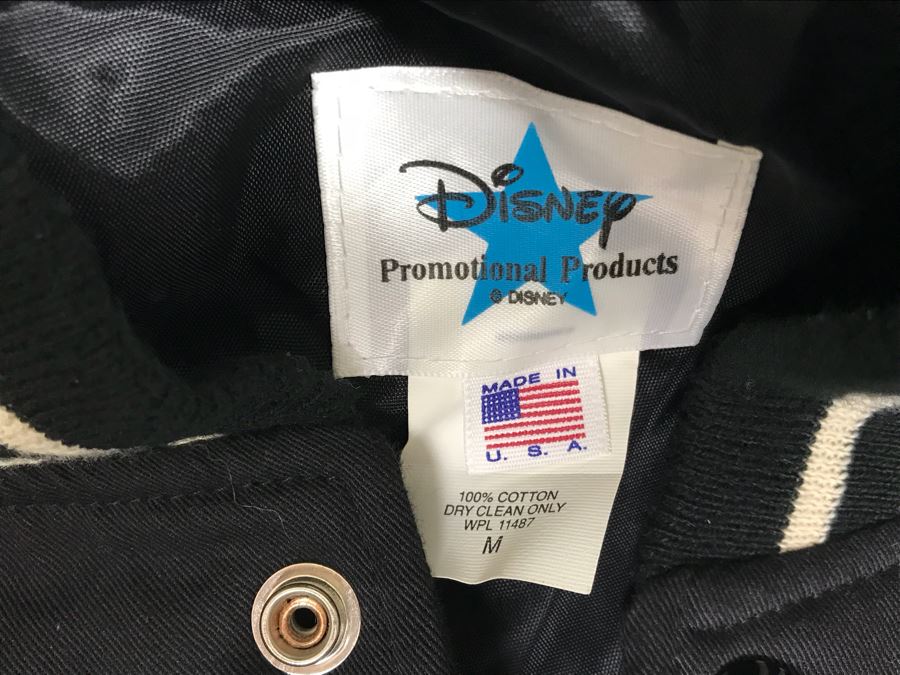 Disney
Promotional Products
© DISNEY
MADE IN
U. S. A.
100% COTTON
DRY CLEAN ONLY
WPL 11487
M